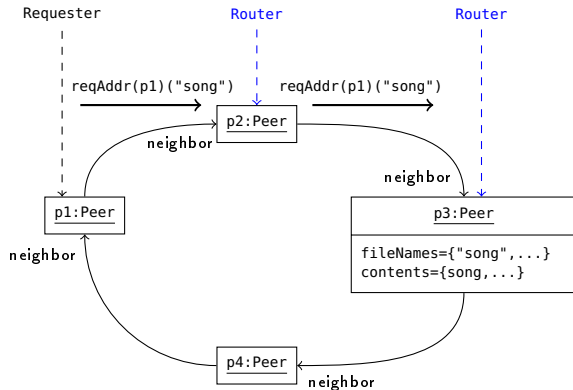 Requester
Router
Router
reqAddr(p1)("song")
reqAddr(p1)("song")
p2:Peer
neighbor
neighbor
p1:Peer
p3:Peer
neighbor
fileNames={"song",...}
contents={song,...}
p4:Peer
neighbor